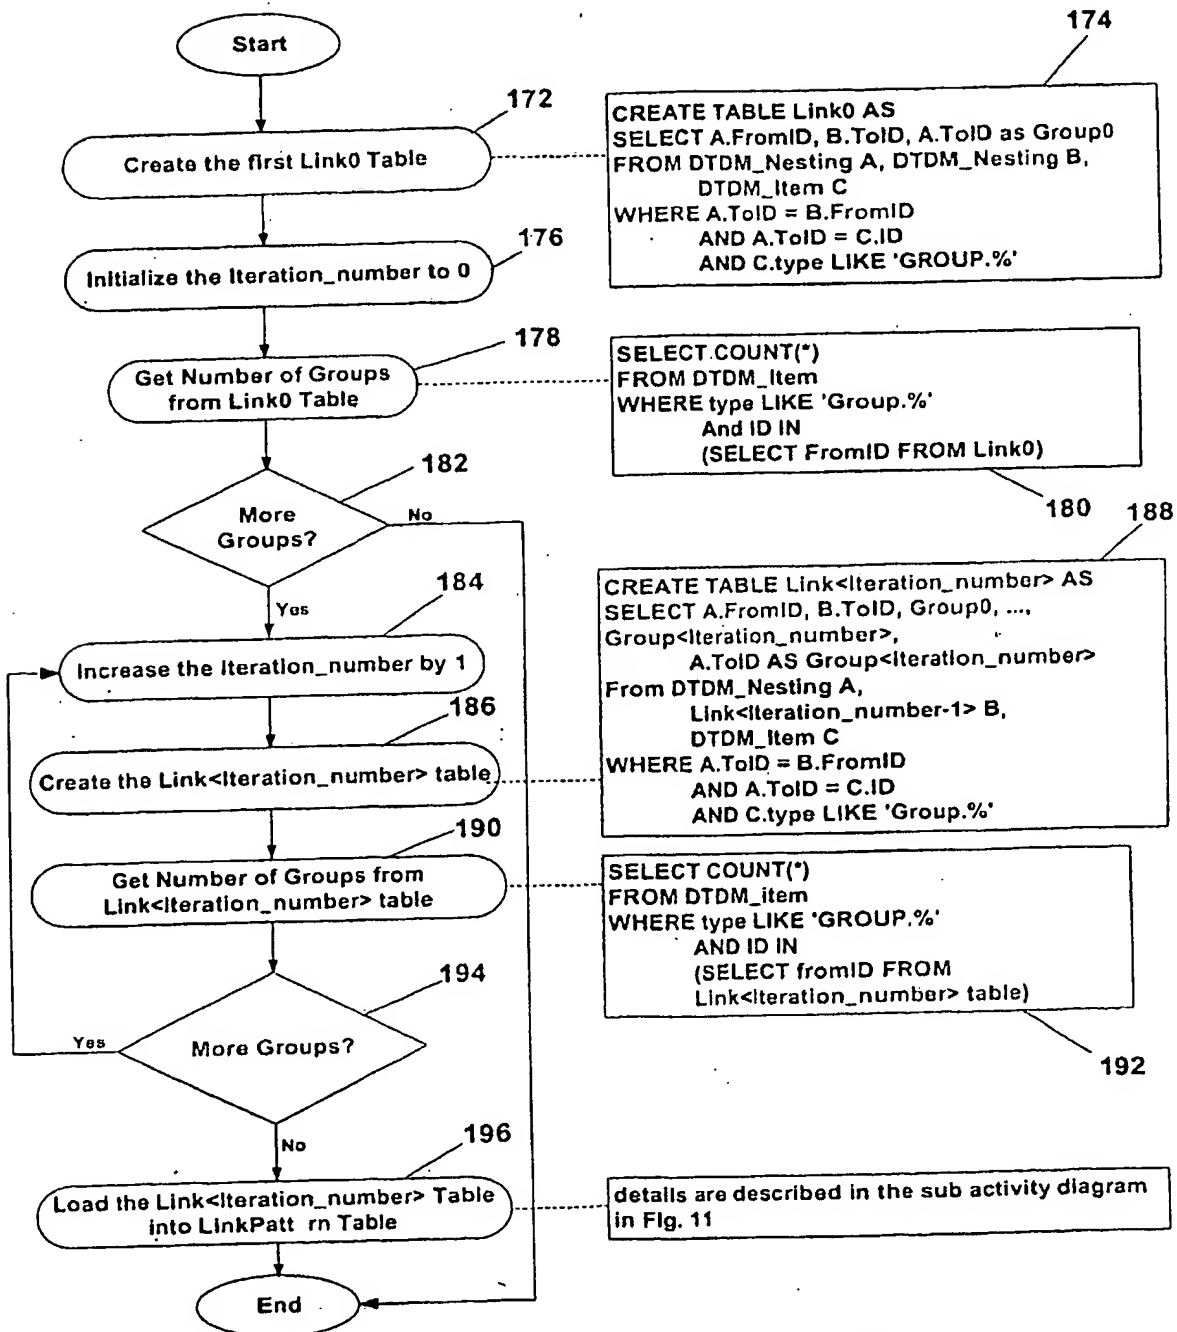 Start
172
Create the first Link0 Table
174
CREATE TABLE Link0 AS
SELECT A.FromID, B.ToID, A.ToID as Group0
FROM DTDM_Nesting A, DTDM_Nesting B,
DTDM_Item C
WHERE A.ToID = B.FromID
AND A.ToID = C.ID
AND C.type LIKE 'GROUP.%'
176
Initialize the Iteration_number to 0
178
Get Number of Groups
from Link0 Table
SELECT COUNT(*)
FROM DTDM_Item
WHERE type LIKE 'Group.%'
And ID IN
(SELECT FromID FROM Link0)
180
182
More
Groups?
No
Yes
184
Increase the Iteration_number by 1
186
Create the Link<Iteration_number> table
188
CREATE TABLE Link<Iteration_number> AS
SELECT A.FromID, B.ToID, Group0, ...,
Group<Iteration_number>,
A.ToID AS Group<Iteration_number>
From DTDM_Nesting A,
Link<Iteration_number-1> B,
DTDM_Item C
WHERE A.ToID = B.FromID
AND A.ToID = C.ID
AND C.type LIKE 'Group.%'
190
Get Number of Groups from
Link<Iteration_number> table
SELECT COUNT(*)
FROM DTDM_item
WHERE type LIKE 'GROUP.%'
AND ID IN
(SELECT fromID FROM
Link<Iteration_number> table)
192
194
More Groups?
Yes
No
196
Load the Link<Iteration_number> Table
into LinkPatt rn Table
details are described in the sub activity diagram
in Fig. 11
End